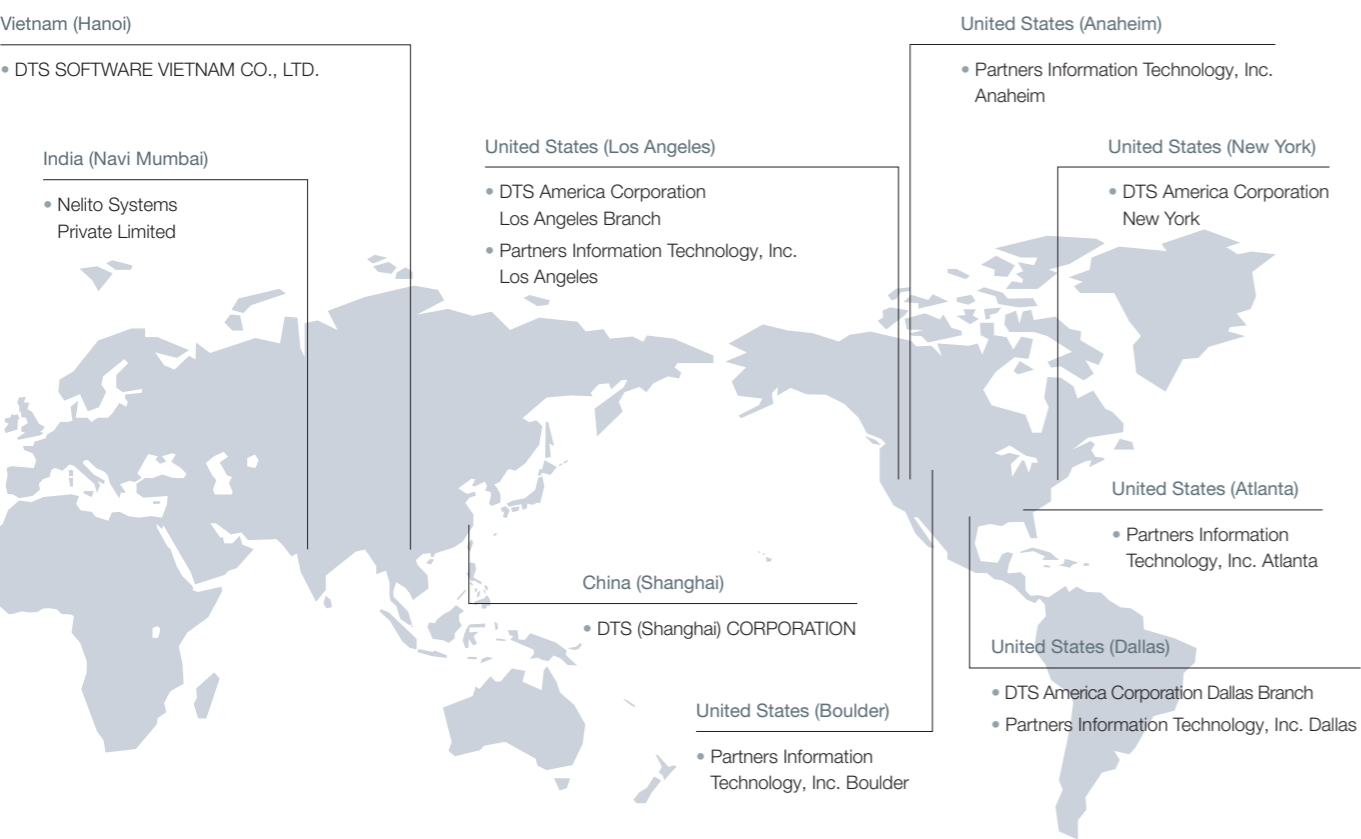 Vietnam (Hanoi)
• DTS SOFTWARE VIETNAM CO., LTD.
India (Navi Mumbai)
• Nelito Systems
Private Limited
United States (Los Angeles)
• DTS America Corporation
Los Angeles Branch
• Partners Information Technology, Inc.
Los Angeles
United States (Anaheim)
• Partners Information Technology, Inc.
Anaheim
United States (New York)
• DTS America Corporation
New York
United States (Atlanta)
• Partners Information
Technology, Inc. Atlanta
China (Shanghai)
• DTS (Shanghai) CORPORATION
United States (Dallas)
• DTS America Corporation Dallas Branch
• Partners Information Technology, Inc. Dallas
United States (Boulder)
• Partners Information
Technology, Inc. Boulder